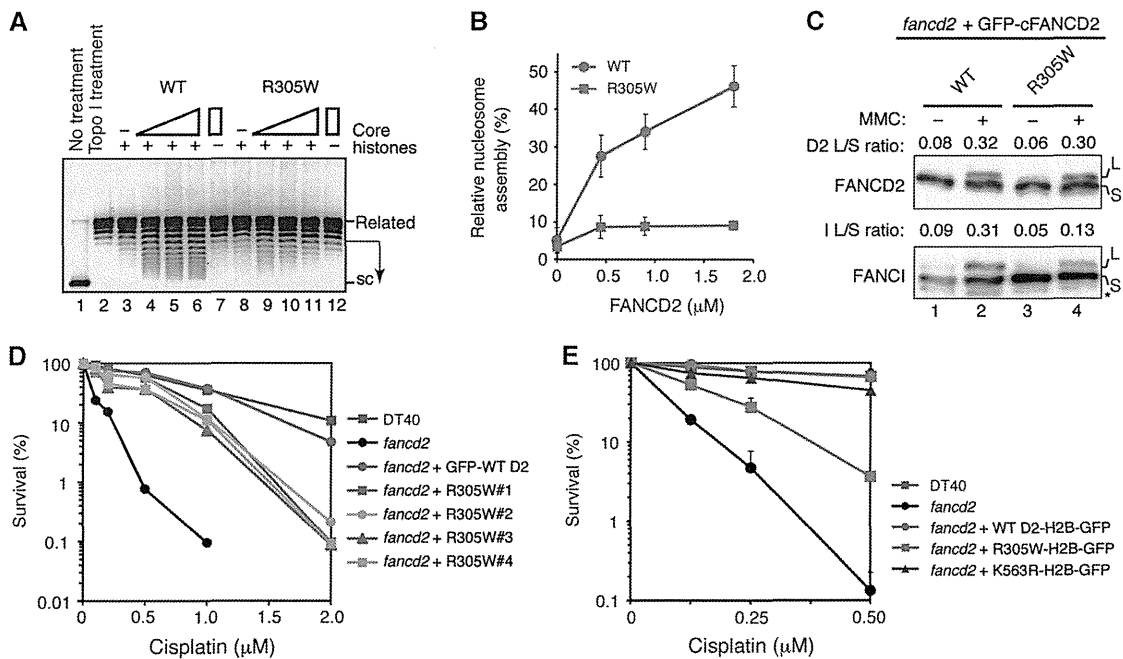 A
No treatment
Topo I treatment
WT
R305W
– –
+ + + + – + + + + –
Core
histones
Related
sc
1 2 3 4 5 6 7 8 9 10 11 12
B
Relative nucleosome
assembly (%)
50
40
30
20
10
0
WT
R305W
0 0.5 1.0 1.5 2.0
FANCD2 (μM)
C
fancd2 + GFP-cFANCD2
WT
R305W
MMC: – + – +
D2 L/S ratio: 0.08 0.32 0.06 0.30
FANCD2
L
S
I L/S ratio: 0.09 0.31 0.05 0.13
FANCI
L
S
*
1 2 3 4
D
Survival (%)
100
10
1
0.1
0.01
0 0.5 1.0 1.5 2.0
Cisplatin (μM)
DT40
fancd2
fancd2 + GFP-WT D2
fancd2 + R305W#1
fancd2 + R305W#2
fancd2 + R305W#3
fancd2 + R305W#4
E
Survival (%)
100
10
1
0.1
0 0.25 0.50
Cisplatin (μM)
DT40
fancd2
fancd2 + WT D2-H2B-GFP
fancd2 + R305W-H2B-GFP
fancd2 + K563R-H2B-GFP